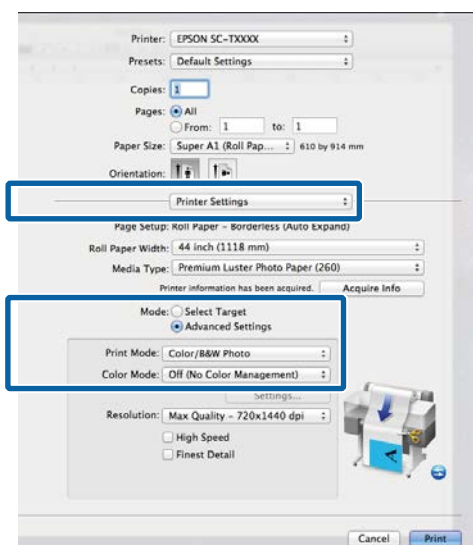 Printer: EPSON SC-TXXXX
Presets: Default Settings
Copies: 1
Pages: All
From: 1 to: 1
Paper Size: Super A1 (Roll Pap... 610 by 914 mm
Orientation:
Printer Settings
Page Setup: Roll Paper - Borderless (Auto Expand)
Roll Paper Width: 44 inch (1118 mm)
Media Type: Premium Luster Photo Paper (260)
Printer information has been acquired. Acquire Info
Mode: Select Target
Advanced Settings
Print Mode: Color/B&W Photo
Color Mode: Off (No Color Management)
Settings...
Resolution: Max Quality - 720x1440 dpi
High Speed
Finest Detail
Cancel Print